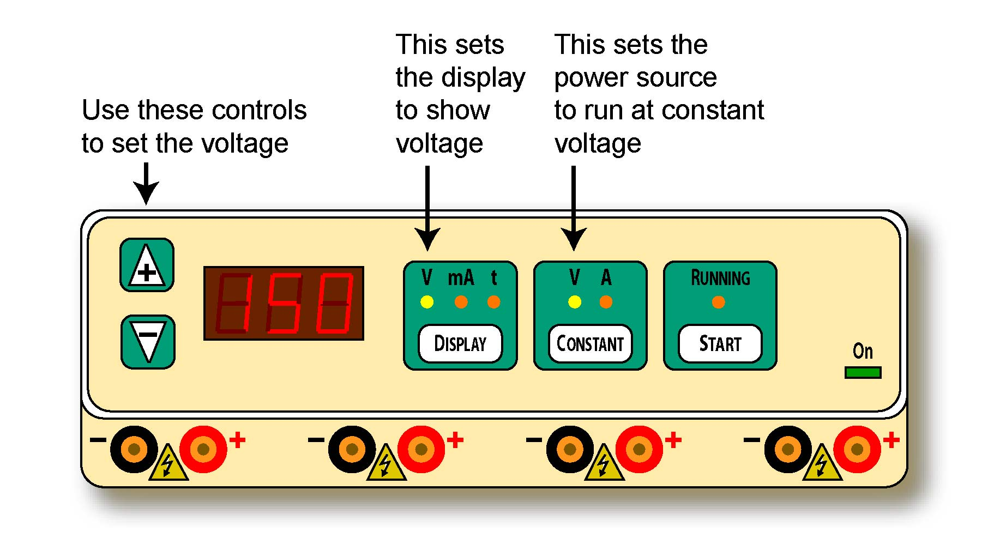 Use these controls
to set the voltage
This sets
the display
to show
voltage
This sets the
power source
to run at constant
voltage
+
−
150
V mA t
DISPLAY
V A
CONSTANT
RUNNING
START
On
− + − + − + − +